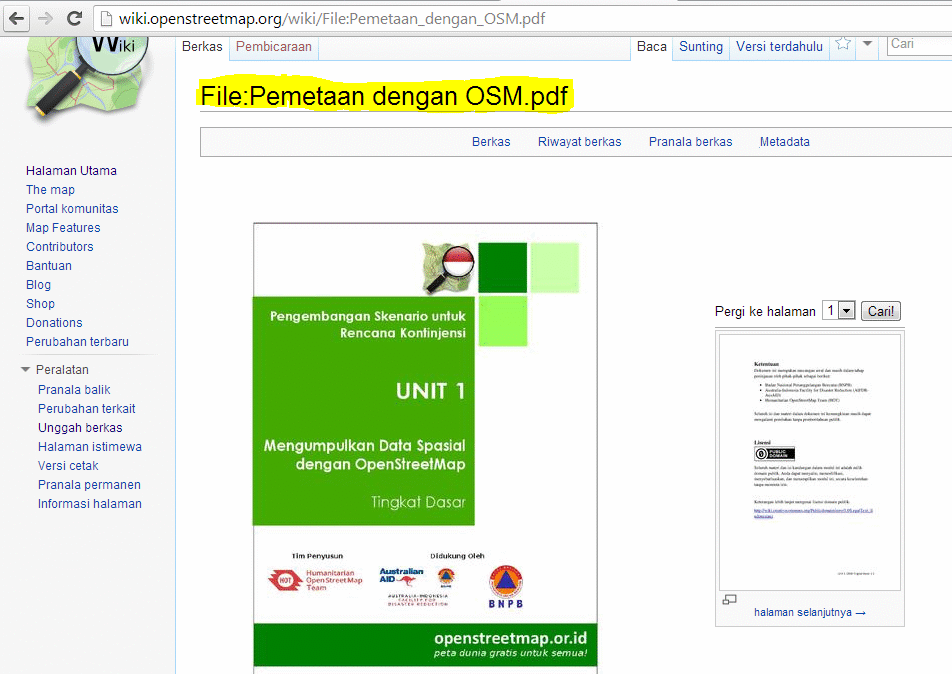 wiki.openstreetmap.org/wiki/File:Pemetaan_dengan_OSM.pdf
Wiki
Berkas
Pembicaraan
Baca
Sunting
Versi terdahulu
Cari
File:Pemetaan dengan OSM.pdf
Berkas
Riwayat berkas
Pranala berkas
Metadata
Halaman Utama
The map
Portal komunitas
Map Features
Contributors
Bantuan
Blog
Shop
Donations
Perubahan terbaru
Peralatan
Pranala balik
Perubahan terkait
Unggah berkas
Halaman istimewa
Versi cetak
Pranala permanen
Informasi halaman
Pengembangan Skenario untuk
Rencana Kontinjensi
UNIT 1
Mengumpulkan Data Spasial
dengan OpenStreetMap
Tingkat Dasar
Tim Penyusun
Didukung Oleh
HOT
Humanitarian
OpenStreetMap
Team
Australian
AID
AUSTRALIA-INDONESIA
FACILITY FOR
DISASTER REDUCTION
BNPB
openstreetmap.or.id
peta dunia gratis untuk semua!
Pergi ke halaman
1
Cari!
Ketentuan
Lisensi
PUBLIC
DOMAIN
halaman selanjutnya →